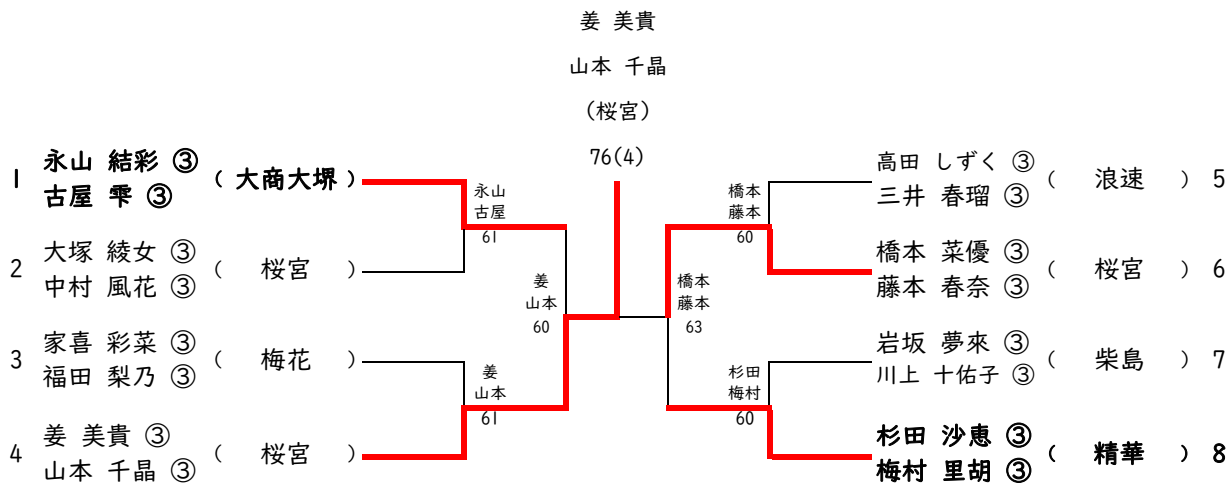 姜 美貴
山本 千晶
(桜宮)
76(4)
1 永山 結彩 ③
古屋 雫 ③
( 大商大堺 )
2 大塚 綾女 ③
中村 風花 ③
( 桜宮 )
3 家喜 彩菜 ③
福田 梨乃 ③
( 梅花 )
4 姜 美貴 ③
山本 千晶 ③
( 桜宮 )
永山
古屋
61
姜
山本
61
姜
山本
60
橋本
藤本
60
橋本
藤本
63
杉田
梅村
60
高田 しずく ③
三井 春瑠 ③
( 浪速 ) 5
橋本 菜優 ③
藤本 春奈 ③
( 桜宮 ) 6
岩坂 夢來 ③
川上 十佑子 ③
( 柴島 ) 7
杉田 沙恵 ③
梅村 里胡 ③
( 精華 ) 8